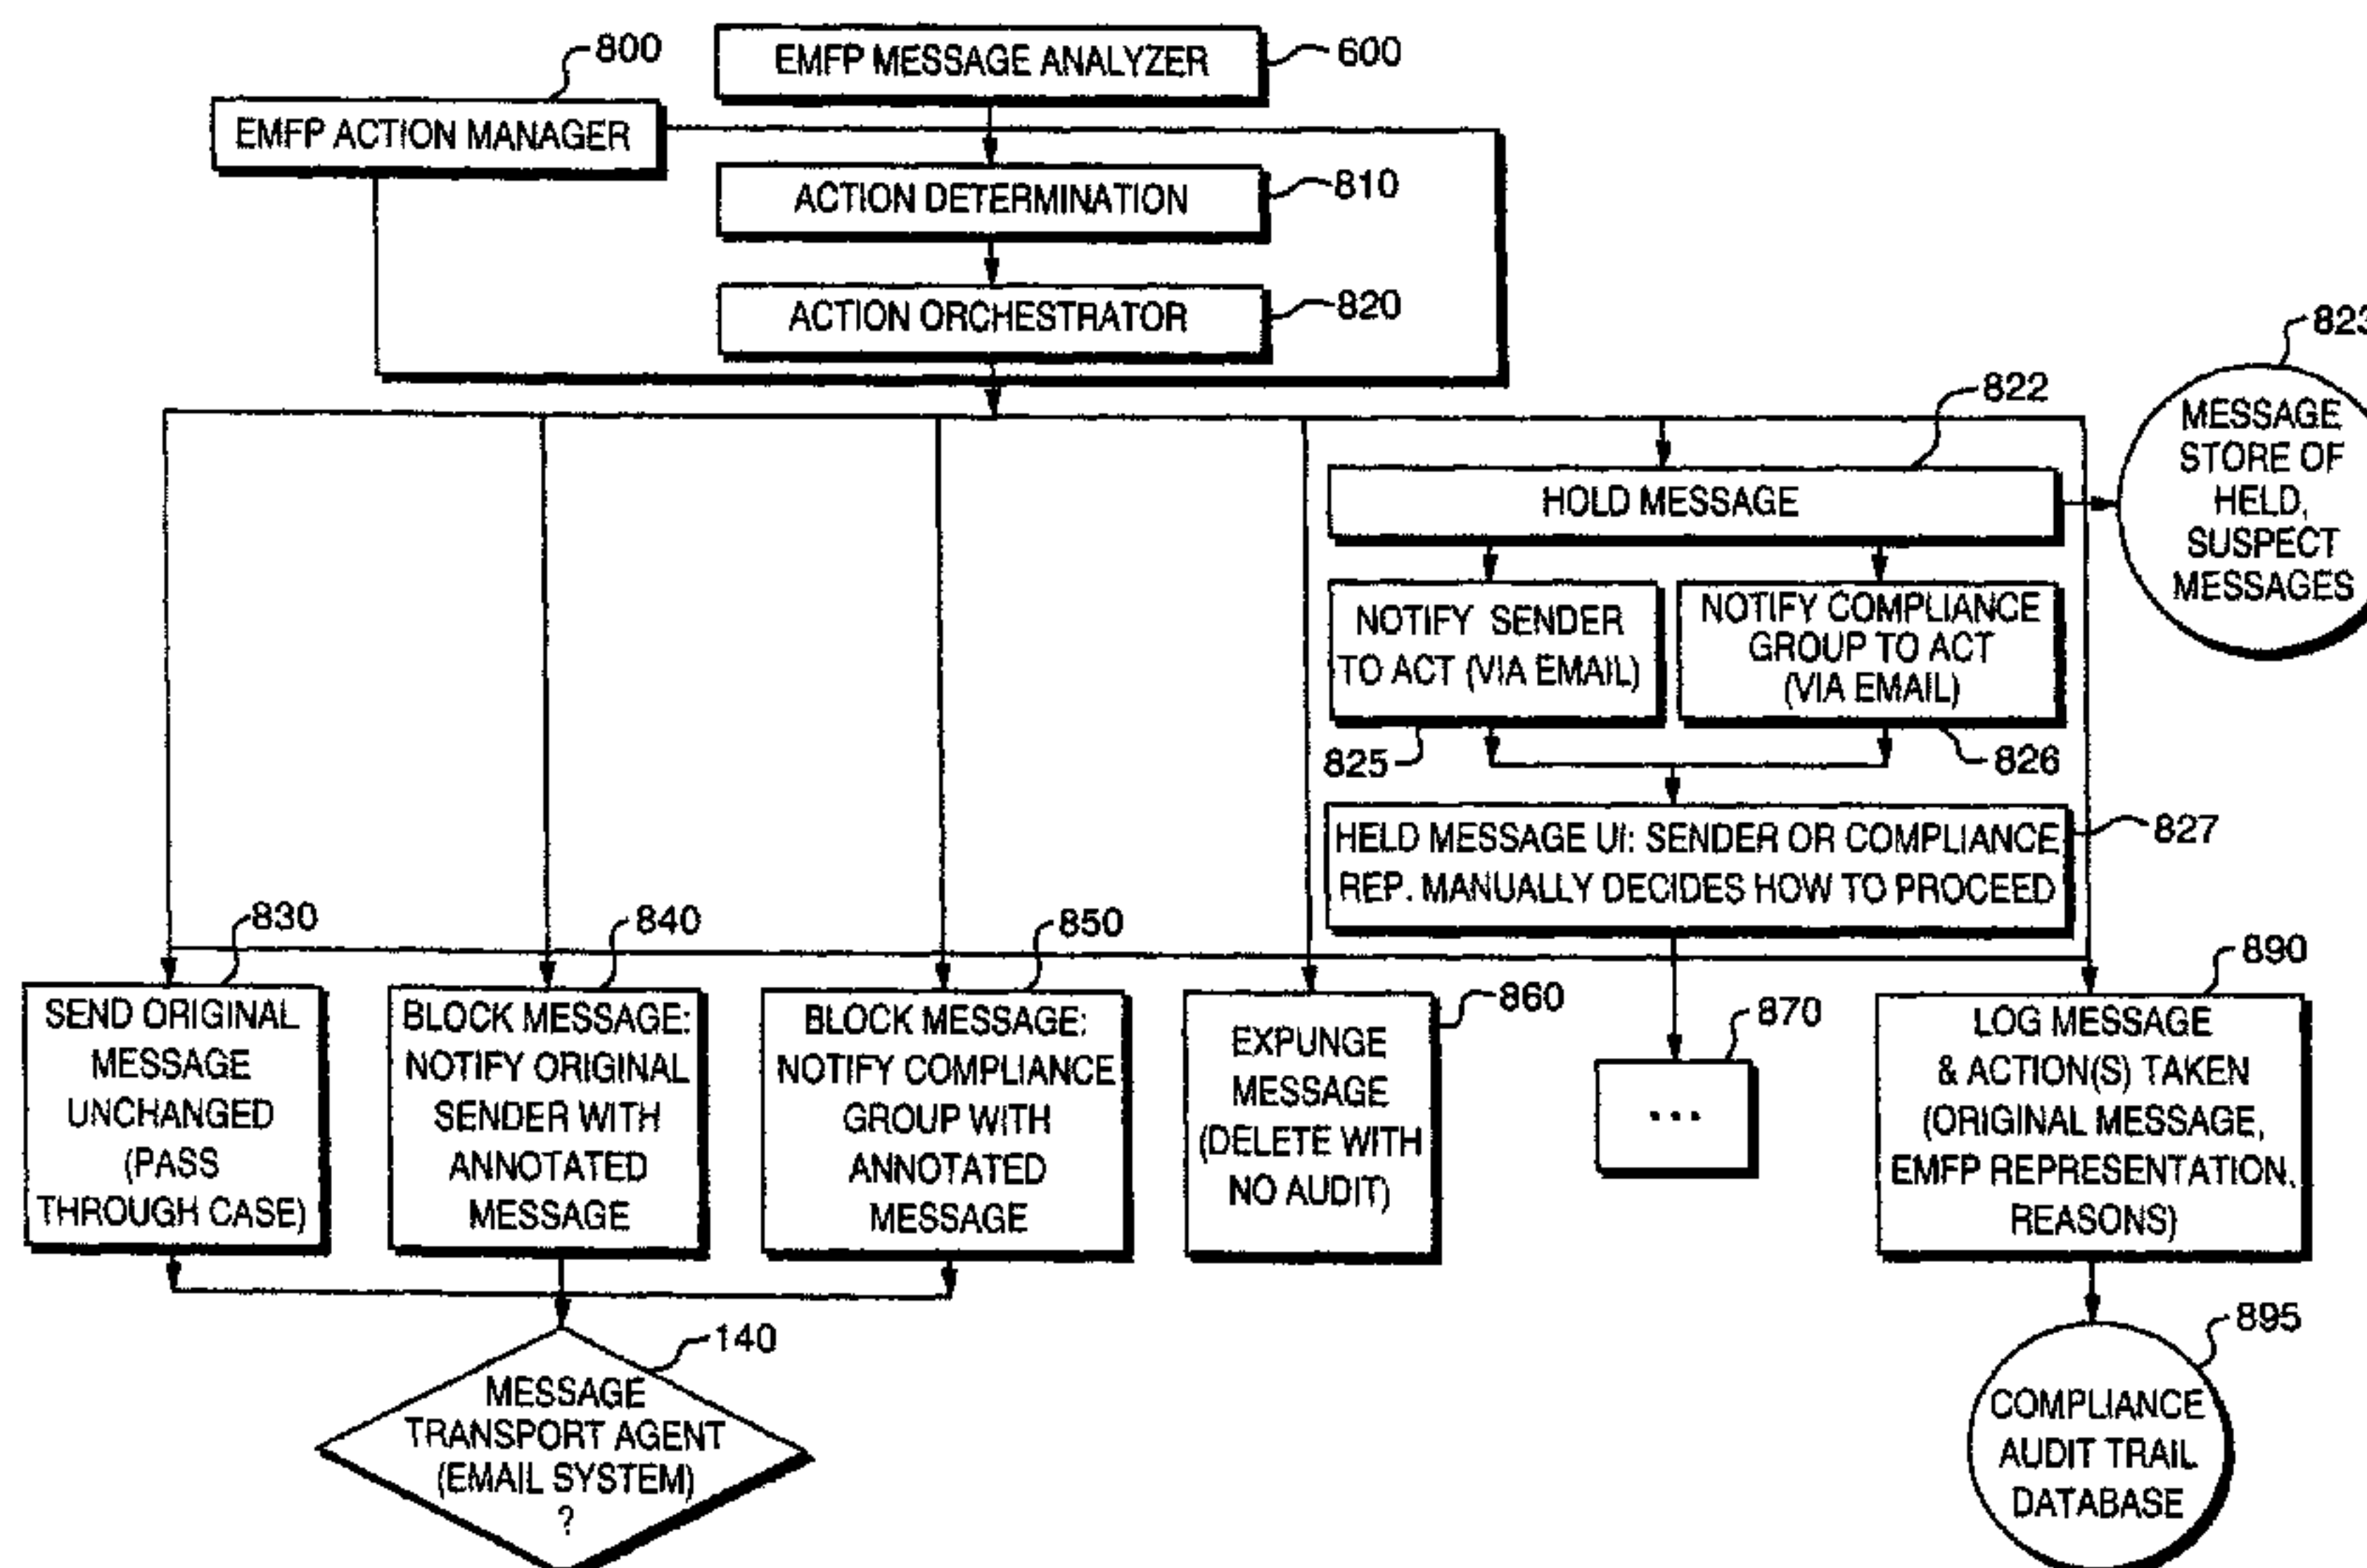 800
EMFP MESSAGE ANALYZER
600
EMFP ACTION MANAGER
ACTION DETERMINATION
810
ACTION ORCHESTRATOR
820
823
MESSAGE
STORE OF
HELD,
SUSPECT
MESSAGES
822
HOLD MESSAGE
NOTIFY SENDER
TO ACT (VIA EMAIL)
825
NOTIFY COMPLIANCE
GROUP TO ACT
(VIA EMAIL)
826
HELD MESSAGE UI: SENDER OR COMPLIANCE
REP. MANUALLY DECIDES HOW TO PROCEED
827
830
SEND ORIGINAL
MESSAGE
UNCHANGED
(PASS
THROUGH CASE)
840
BLOCK MESSAGE:
NOTIFY ORIGINAL
SENDER WITH
ANNOTATED
MESSAGE
850
BLOCK MESSAGE:
NOTIFY COMPLIANCE
GROUP WITH
ANNOTATED
MESSAGE
860
EXPUNGE
MESSAGE
(DELETE WITH
NO AUDIT)
870
...
890
LOG MESSAGE
& ACTION(S) TAKEN
(ORIGINAL MESSAGE,
EMFP REPRESENTATION,
REASONS)
140
MESSAGE
TRANSPORT AGENT
(EMAIL SYSTEM)
?
895
COMPLIANCE
AUDIT TRAIL
DATABASE